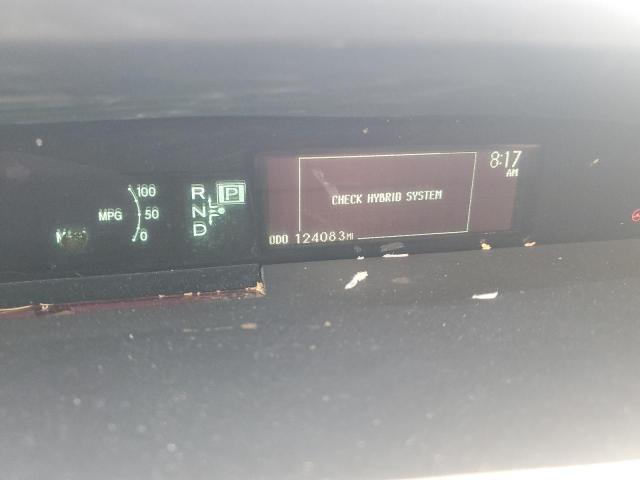 100
R P
8:17
AM
MPG 50
N
CHECK HYBRID SYSTEM
0
D
ODO 124083 MI